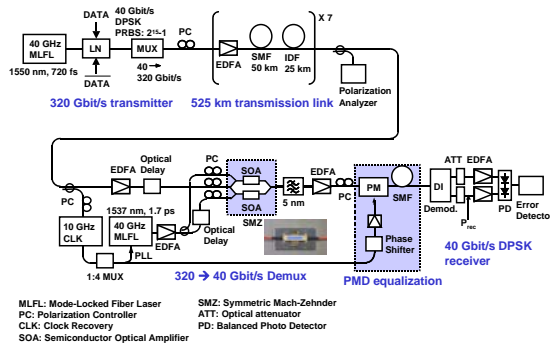 DATA
40 GHz
MLFL
1550 nm, 720 fs
LN
DATA
40 Gbit/s
DPSK
PRBS: 2¹⁵-1
MUX
40 →
320 Gbit/s
PC
EDFA
SMF
50 km
IDF
25 km
X 7
Polarization
Analyzer
320 Gbit/s transmitter
525 km transmission link
PC
EDFA
Optical
Delay
PC
SOA
SOA
SMZ
5 nm
EDFA
PC
PM
SMF
DI
Demod.
ATT
EDFA
PD
Error
Detecto
Prec
10 GHz
CLK
40 GHz
MLFL
1537 nm, 1.7 ps
EDFA
Optical
Delay
PLL
1:4 MUX
Phase
Shifter
320 → 40 Gbit/s Demux
PMD equalization
40 Gbit/s DPSK
receiver
MLFL: Mode-Locked Fiber Laser
PC: Polarization Controller
CLK: Clock Recovery
SOA: Semiconductor Optical Amplifier
SMZ: Symmetric Mach-Zehnder
ATT: Optical attenuator
PD: Balanced Photo Detector